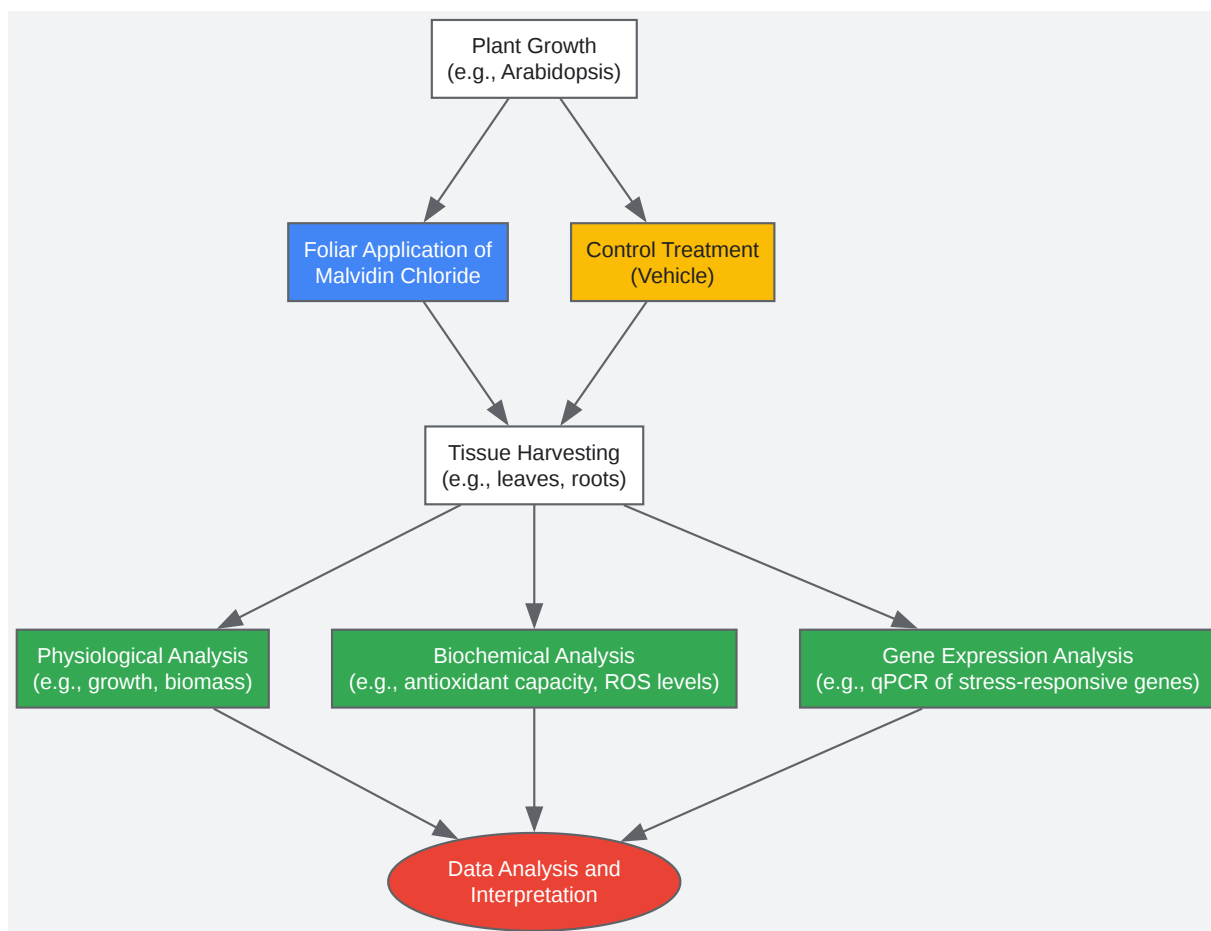 Plant Growth
(e.g., Arabidopsis)
Foliar Application of
Malvidin Chloride
Control Treatment
(Vehicle)
Tissue Harvesting
(e.g., leaves, roots)
Physiological Analysis
(e.g., growth, biomass)
Biochemical Analysis
(e.g., antioxidant capacity, ROS levels)
Gene Expression Analysis
(e.g., qPCR of stress-responsive genes)
Data Analysis and
Interpretation